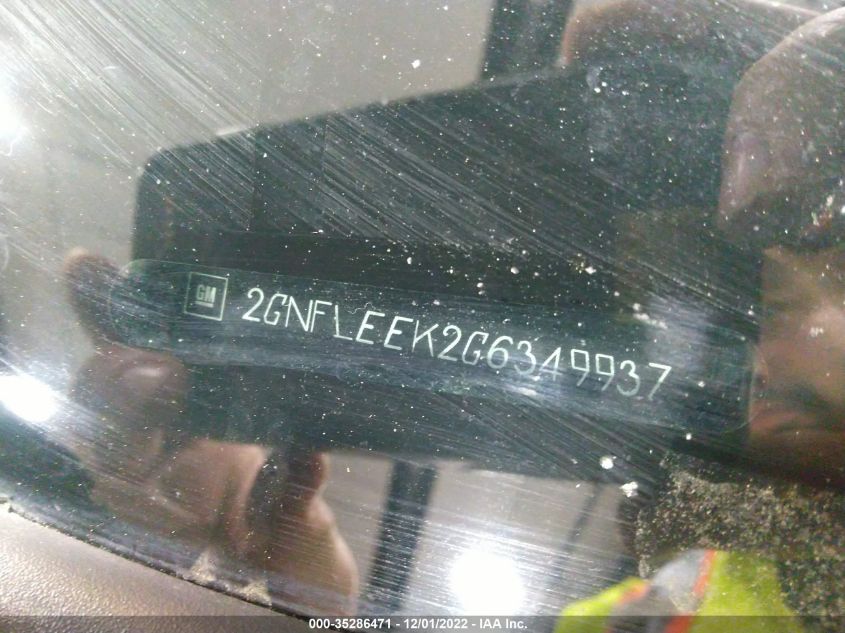 GM 2GNFLEEK2G6349937
000-35286471 - 12/01/2022 - IAA Inc.